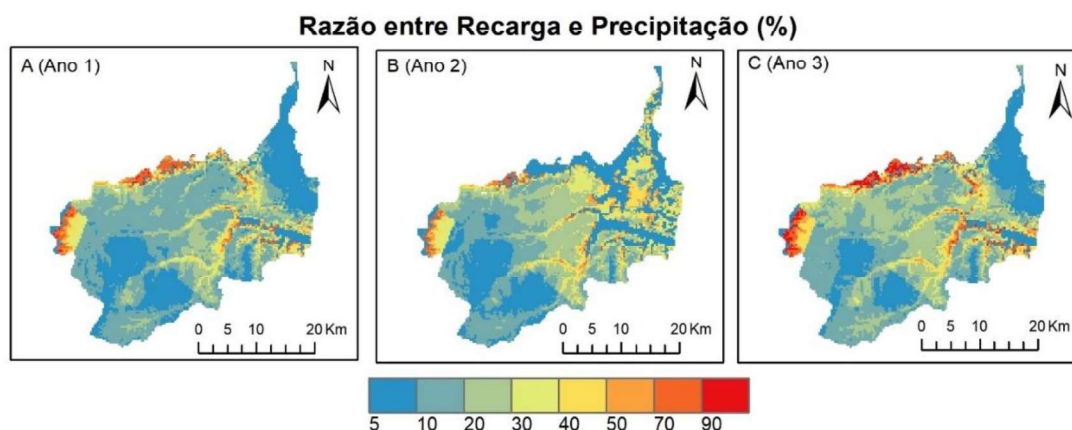 Razão entre Recarga e Precipitação (%)
A (Ano 1)
N
0 5 10 20 Km
B (Ano 2)
N
0 5 10 20 Km
C (Ano 3)
N
0 5 10 20 Km
5 10 20 30 40 50 70 90